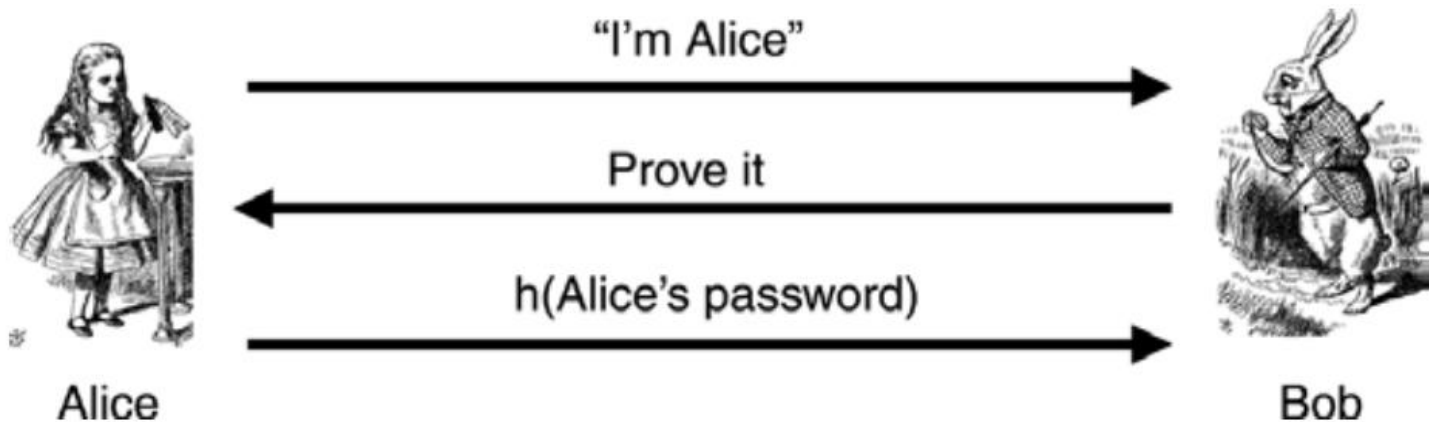 “I’m Alice”
Prove it
h(Alice’s password)
Alice
Bob